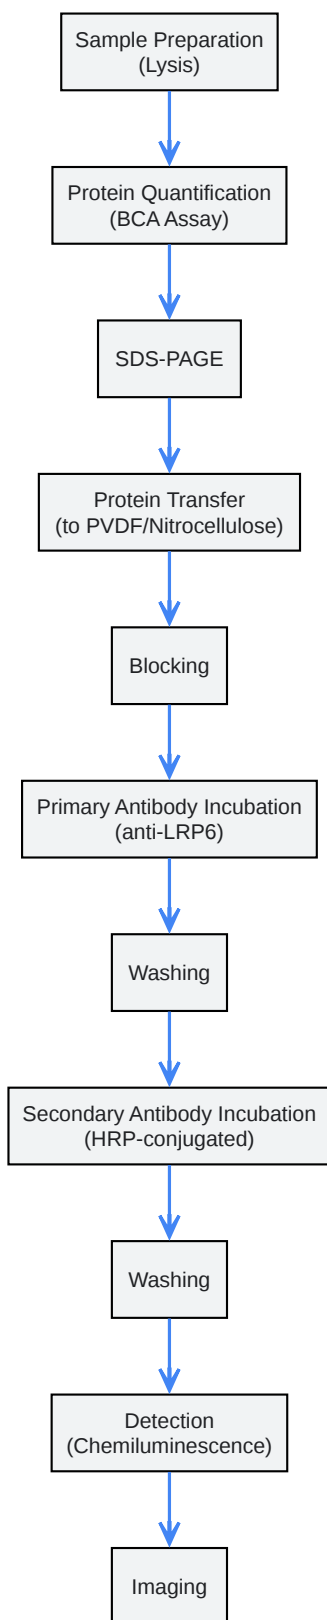 Sample Preparation
(Lysis)
Protein Quantification
(BCA Assay)
SDS-PAGE
Protein Transfer
(to PVDF/Nitrocellulose)
Blocking
Primary Antibody Incubation
(anti-LRP6)
Washing
Secondary Antibody Incubation
(HRP-conjugated)
Washing
Detection
(Chemiluminescence)
Imaging